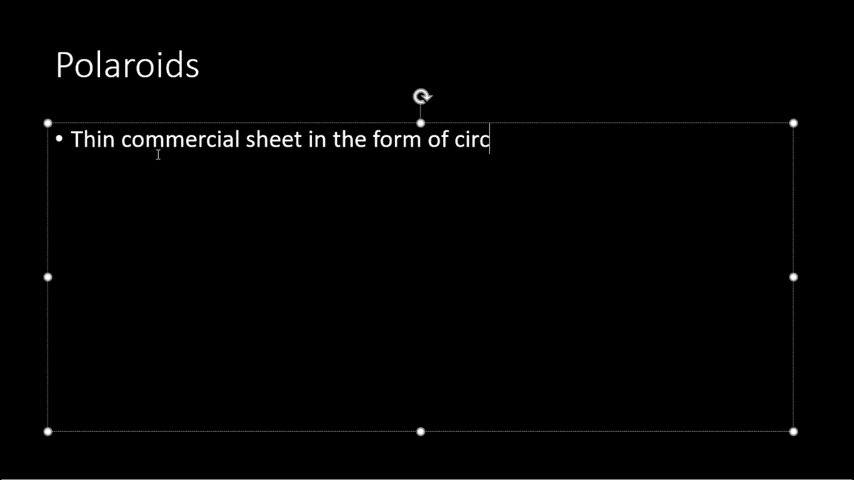 Polaroids
• Thin commercial sheet in the form of circ